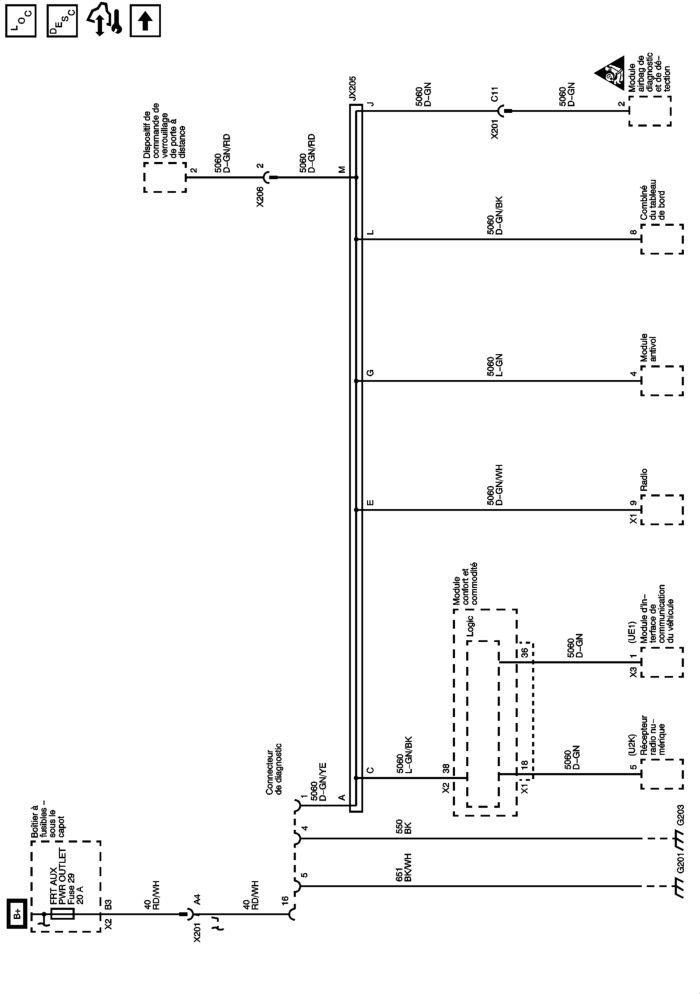 L O C
D E S C
B+
Boîtier à
fusibles –
sous le
capot
FRT AUX
PWR OUTLET
Fuse 29
20 A
X2
B3
40
RD/WH
X201
A4
40
RD/WH
16
5
4
1
Connecteur
de diagnostic
651
BK/WH
550
BK
G201
G203
5060
D–GN/YE
A
JX205
C
E
G
L
M
J
Dispositif de
commande de
verrouillage
de porte à
distance
2
5060
D–GN/RD
X206
2
5060
D–GN/RD
5060
L–GN/BK
X2
38
Module
confort et
commodité
Logic
X1
18
36
5060
D–GN
5
(U2K)
Récepteur
radio nu–
mérique
5060
D–GN
X3
1
(UE1)
Module d'in–
terface de
communication
du véhicule
5060
D–GN/WH
X1
9
Radio
5060
L–GN
4
Module
antivol
5060
D–GN/BK
8
Combiné
du tableau
de bord
5060
D–GN
X201
C11
5060
D–GN
2
Module
airbag de
diagnostic
et de dé–
tection